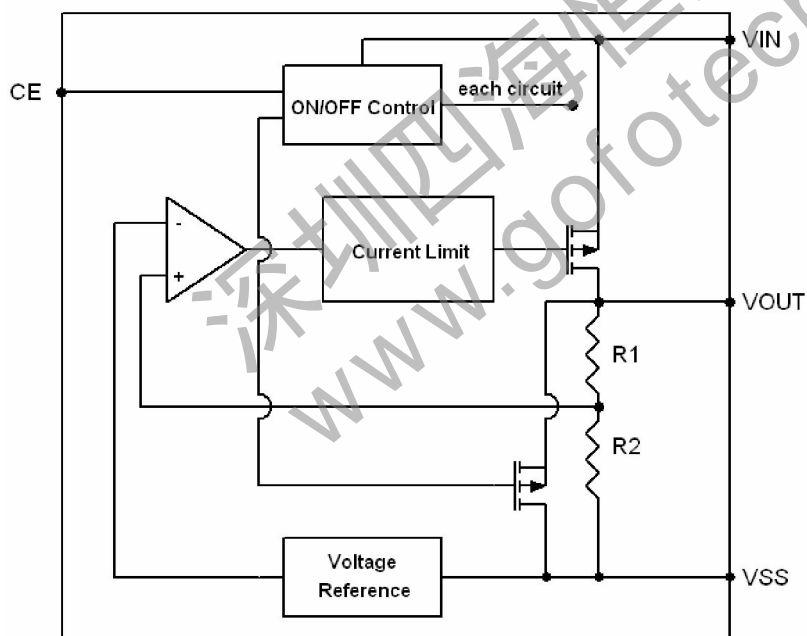 VIN
CE
ON/OFF Control
each circuit
-
+
Current Limit
VOUT
R1
R2
Voltage
Reference
VSS
深圳四海恒
www.gofotec